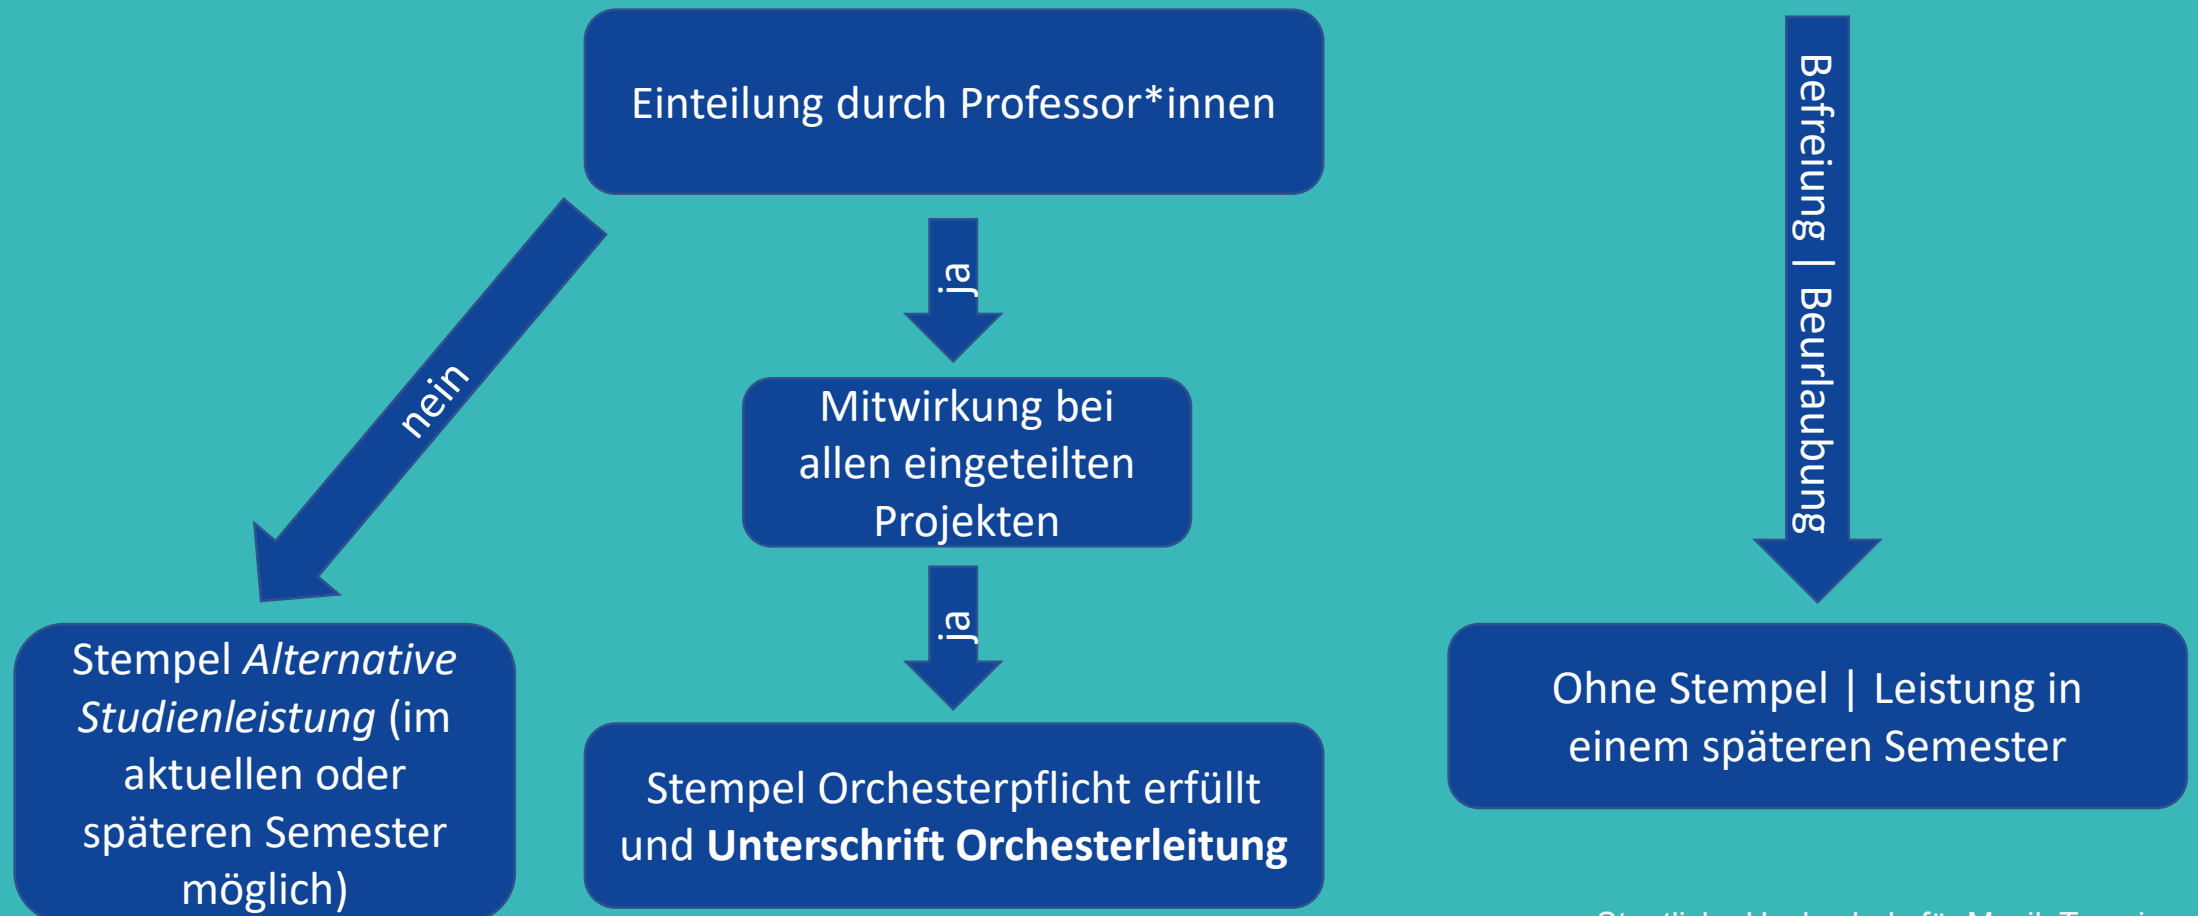 Einteilung durch Professor*innen
Befreiung | Beurlaubung
ja
nein
Mitwirkung bei
allen eingeteilten
Projekten
ja
Stempel Alternative
Studienleistung (im
aktuellen oder
späteren Semester
möglich)
Stempel Orchesterpflicht erfüllt
und Unterschrift Orchesterleitung
Ohne Stempel | Leistung in
einem späteren Semester